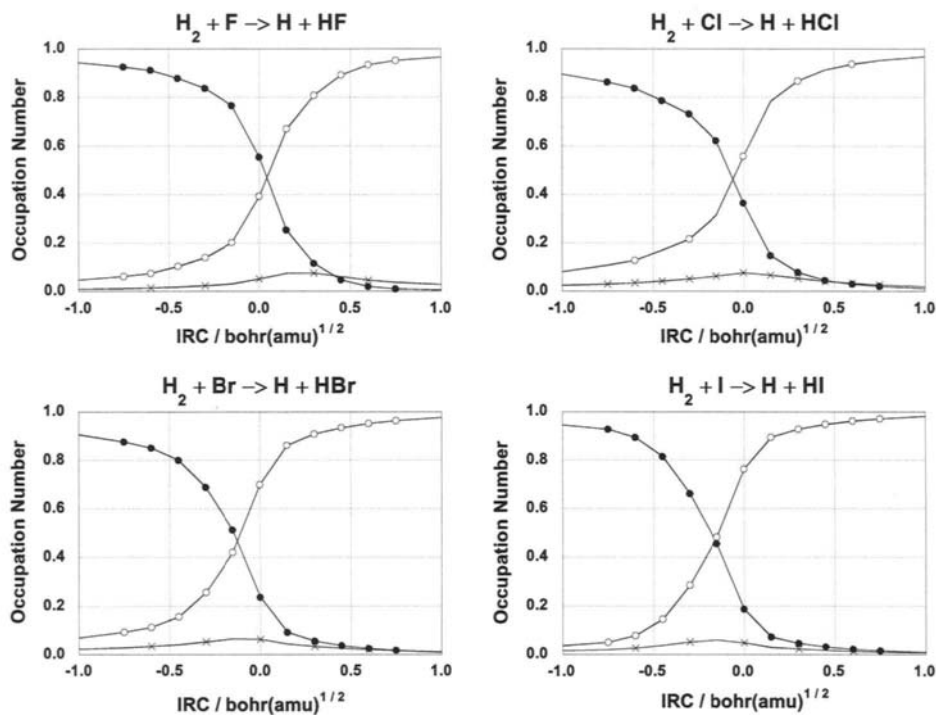 H2 + F -> H + HF
1.0
0.8
0.6
0.4
0.2
0.0
Occupation Number
-1.0 -0.5 0.0 0.5 1.0
IRC / bohr(amu)^1/2
H2 + Cl -> H + HCl
1.0
0.8
0.6
0.4
0.2
0.0
Occupation Number
-1.0 -0.5 0.0 0.5 1.0
IRC / bohr(amu)^1/2
H2 + Br -> H + HBr
1.0
0.8
0.6
0.4
0.2
0.0
Occupation Number
-1.0 -0.5 0.0 0.5 1.0
IRC / bohr(amu)^1/2
H2 + I -> H + HI
1.0
0.8
0.6
0.4
0.2
0.0
Occupation Number
-1.0 -0.5 0.0 0.5 1.0
IRC / bohr(amu)^1/2